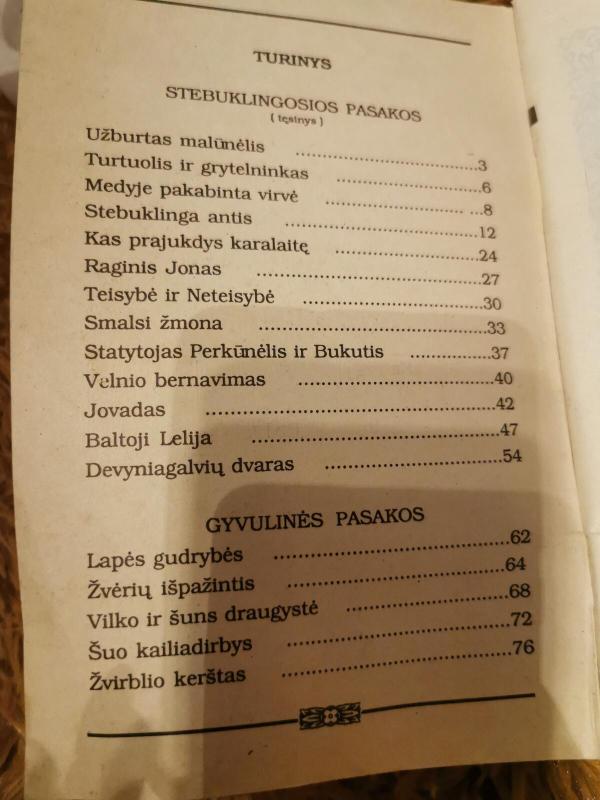 TURINYS
STEBUKLINGOSIOS PASAKOS
( tęsinys )
Užburtas malūnėlis ........................3
Turtuolis ir grytelninkas ........................6
Medyje pakabinta virvė ........................8
Stebuklinga antis ........................12
Kas prajukdys karalaitę ........................24
Raginis Jonas ........................27
Teisybė ir Neteisybė ........................30
Smalsi žmona ........................33
Statytojas Perkūnėlis ir Bukutis ................37
Velnio bernavimas ........................40
Jovadas ........................42
Baltoji Lelija ........................47
Devyniagalvių dvaras ........................54
GYVULINĖS PASAKOS
Lapės gudrybės ........................62
Žvėrių išpažintis ........................64
Vilko ir šuns draugystė ........................68
Šuo kailiadirbys ........................72
Žvirblio kerštas ........................76